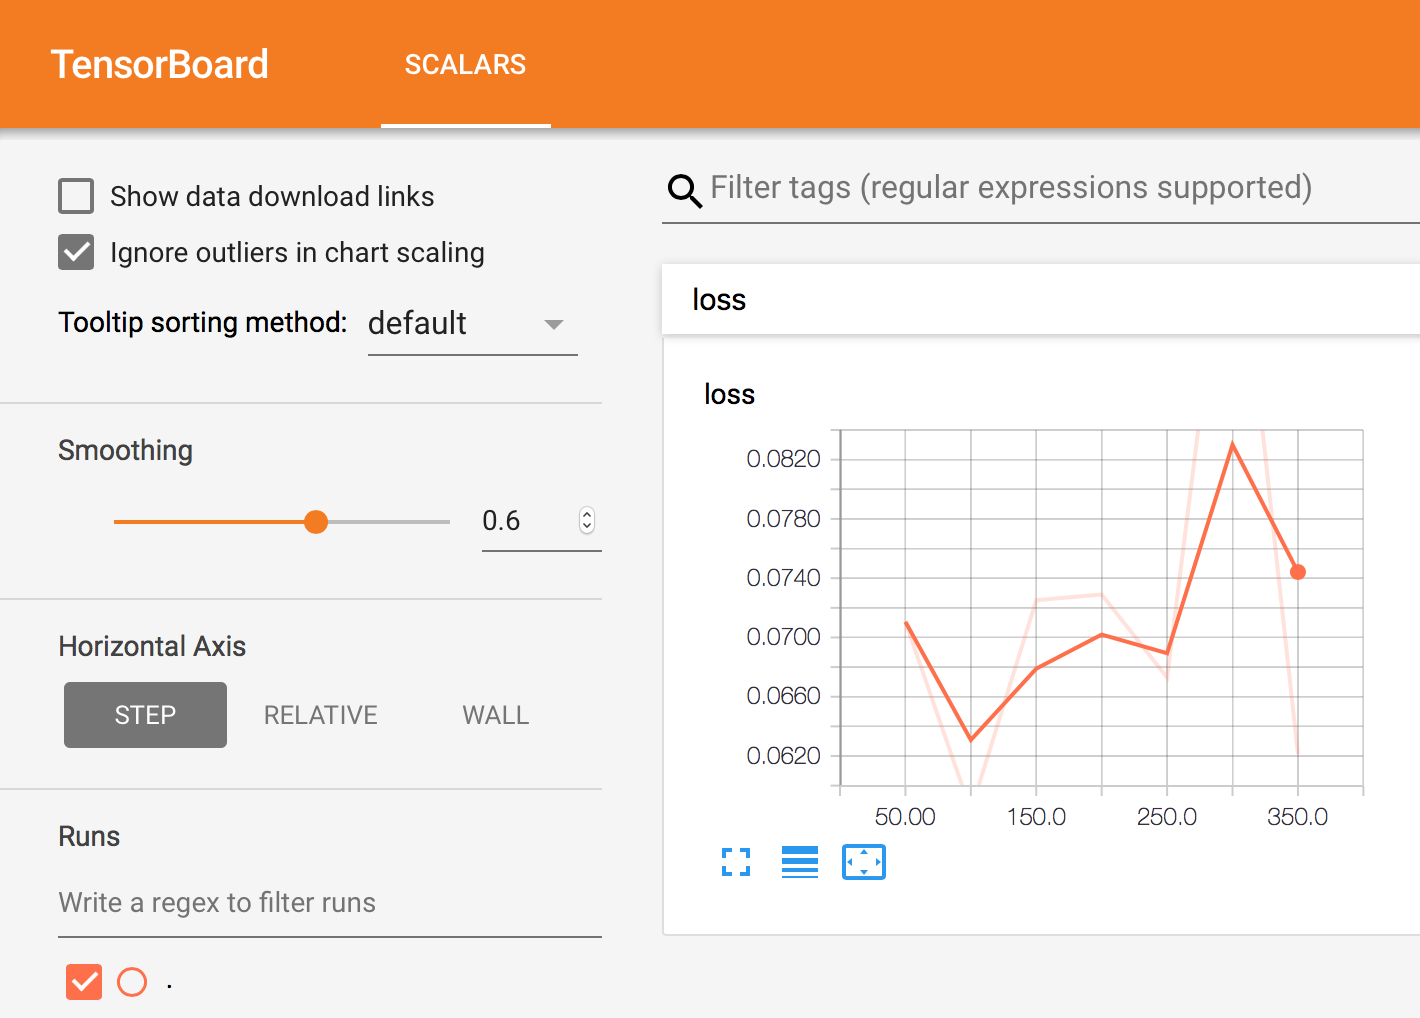 TensorBoard SCALARS
Show data download links
Ignore outliers in chart scaling
Tooltip sorting method: default
Smoothing
0.6
Horizontal Axis
STEP RELATIVE WALL
Runs
Write a regex to filter runs
.
Filter tags (regular expressions supported)
loss
loss
0.0820
0.0780
0.0740
0.0700
0.0660
0.0620
50.00 150.0 250.0 350.0